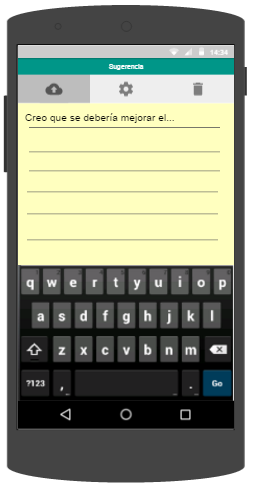 14:34
Sugerencia
Creo que se debería mejorar el...
q w e r t y u i o p
a s d f g h j k l
z x c v b n m
?123 , . Go